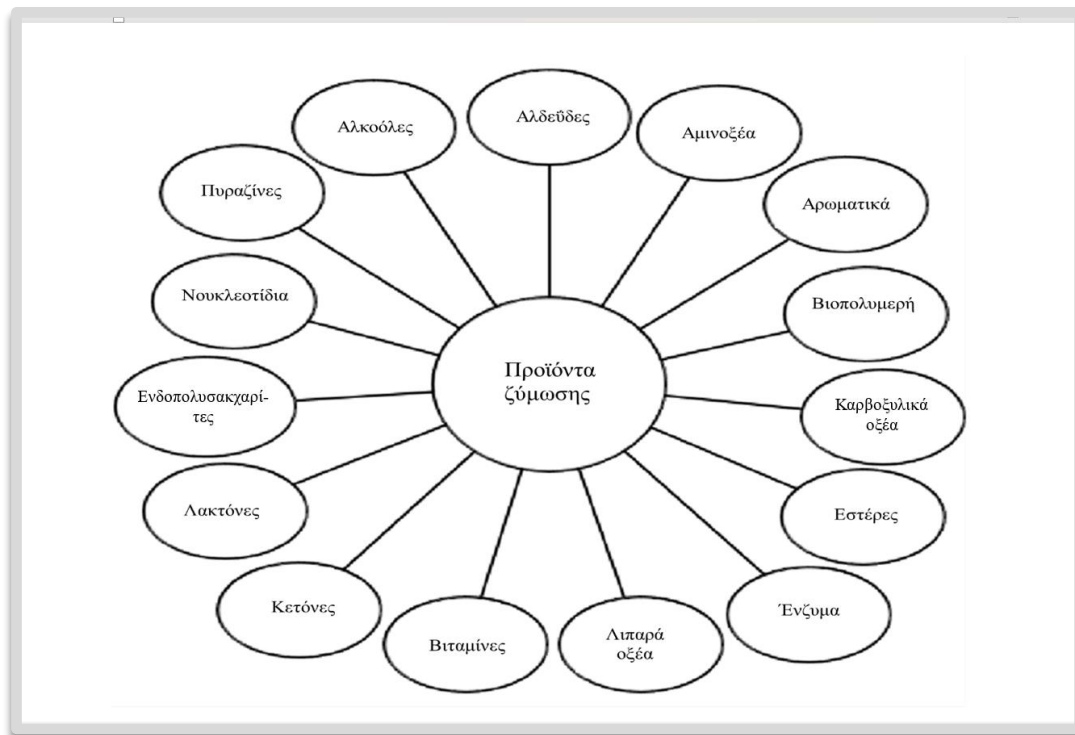 Αλδεΰδες
Αλκοόλες
Αμινοξέα
Πυραζίνες
Αρωματικά
Νουκλεοτίδια
Βιοπολυμερή
Προϊόντα
ζύμωσης
Ενδοπολυσακχαρί-
τες
Καρβοξυλικά
οξέα
Λακτόνες
Εστέρες
Κετόνες
Ένζυμα
Βιταμίνες
Λιπαρά
οξέα